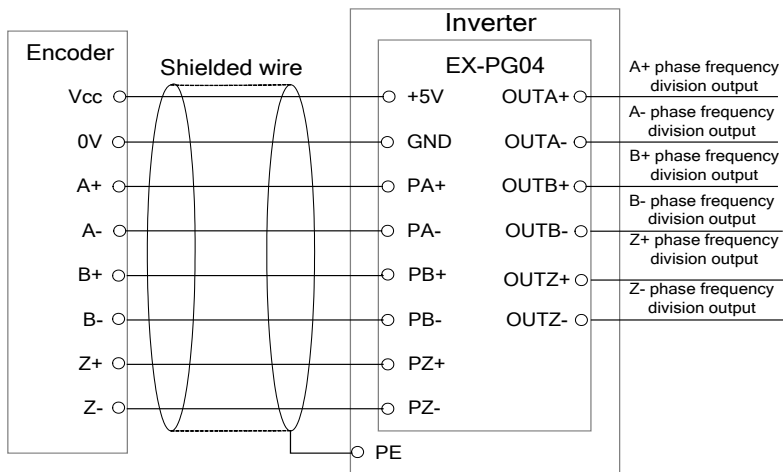 Inverter
Encoder
Shielded wire
EX-PG04
Vcc
+5V
OUTA+
A+ phase frequency
division output
0V
GND
OUTA-
A- phase frequency
division output
A+
PA+
OUTB+
B+ phase frequency
division output
A-
PA-
OUTB-
B- phase frequency
division output
B+
PB+
OUTZ+
Z+ phase frequency
division output
B-
PB-
OUTZ-
Z- phase frequency
division output
Z+
PZ+
Z-
PZ-
PE